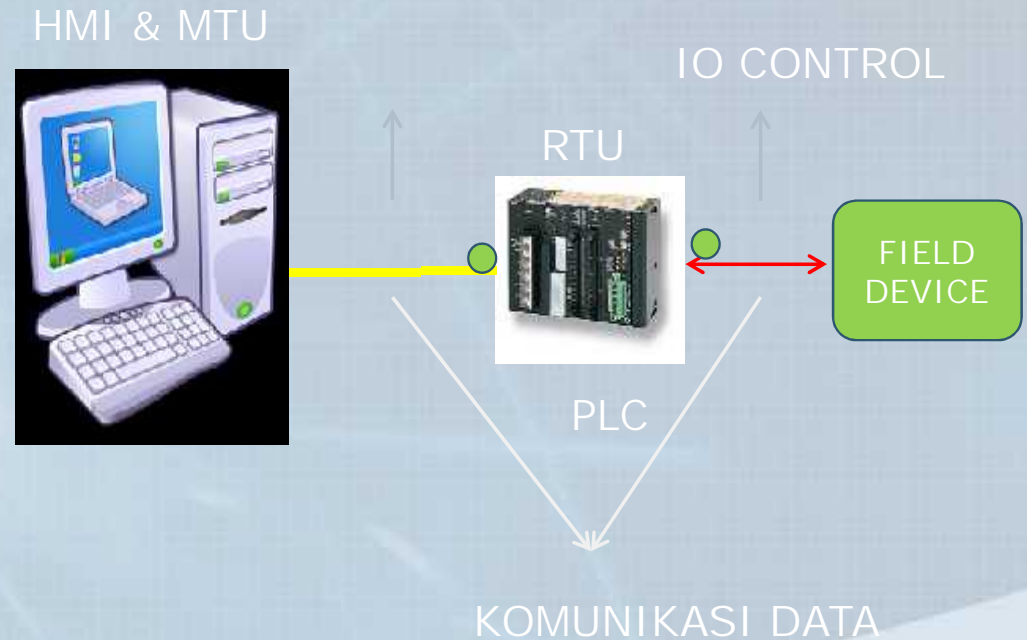 HMI & MTU
IO CONTROL
RTU
FIELD
DEVICE
PLC
KOMUNIKASI DATA